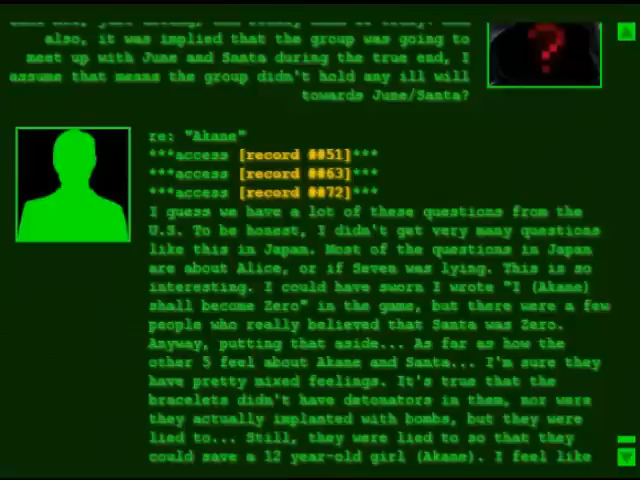 also, it was implied that the group was going to
meet up with June and Santa during the true end, I
assume that means the group didn't hold any ill will
towards June/Santa?
?
re: "Akane"
***access [record ##51]***
***access [record ##63]***
***access [record ##72]***
I guess we have a lot of these questions from the
U.S. To be honest, I didn't get very many questions
like this in Japan. Most of the questions in Japan
are about Alice, or if Seven was lying. This is so
interesting. I could have sworn I wrote "I (Akane)
shall become Zero" in the game, but there were a few
people who really believed that Santa was Zero.
Anyway, putting that aside... As far as how the
other 5 feel about Akane and Santa... I'm sure they
have pretty mixed feelings. It's true that the
bracelets didn't have detonators in them, nor were
they actually implanted with bombs, but they were
lied to... Still, they were lied to so that they
could save a 12 year-old girl (Akane). I feel like